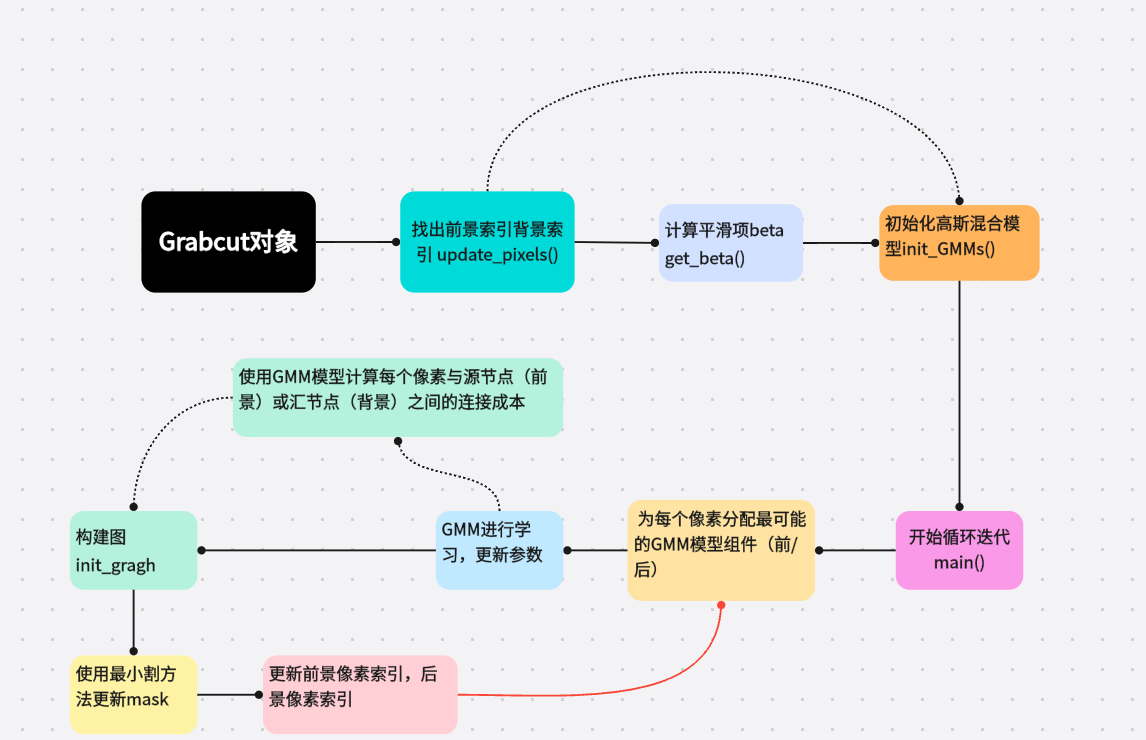 Grabcut对象
找出前景索引背景索
引 update_pixels()
计算平滑项beta
get_beta()
初始化高斯混合模
型init_GMMs()
使用GMM模型计算每个像素与源节点（前
景）或汇节点（背景）之间的连接成本
构建图
init_gragh
GMM进行学
习，更新参数
为每个像素分配最可能
的GMM模型组件（前/
后）
开始循环迭代
main()
使用最小割方
法更新mask
更新前景像素索引，后
景像素索引